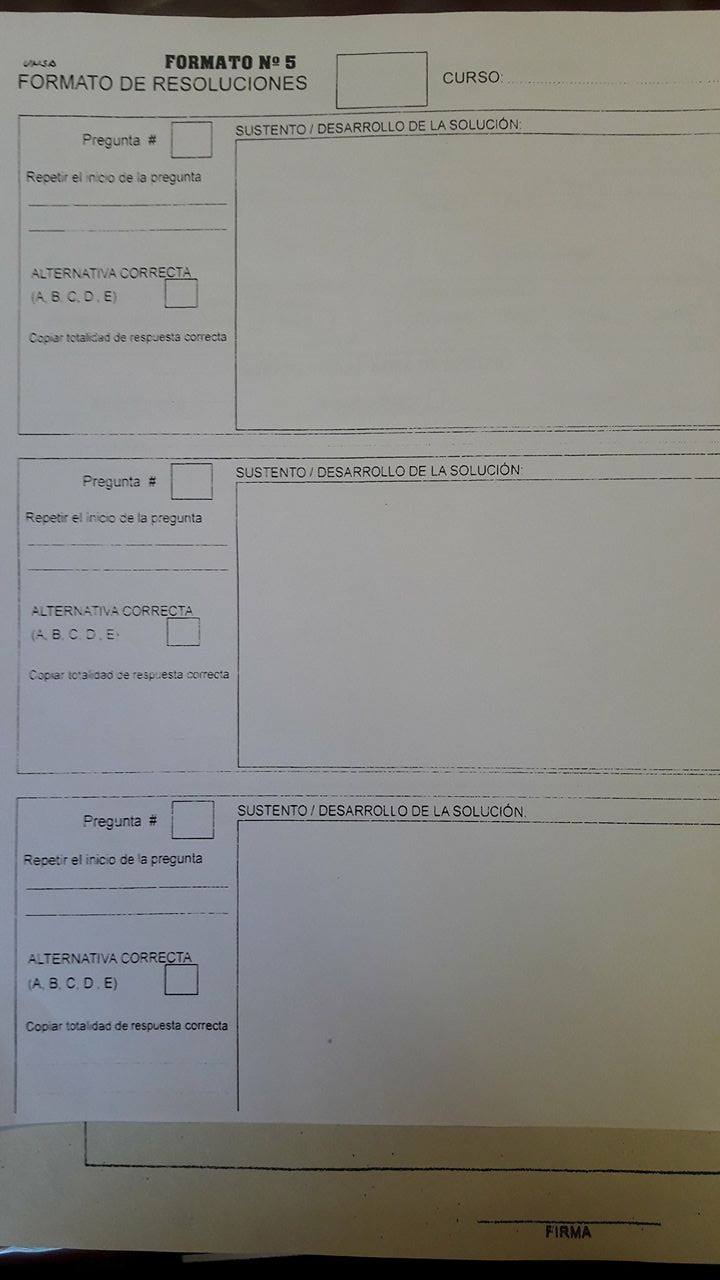 UNSA
FORMATO Nº 5
FORMATO DE RESOLUCIONES
CURSO:
Pregunta #
SUSTENTO / DESARROLLO DE LA SOLUCIÓN:
Repetir el inicio de la pregunta
ALTERNATIVA CORRECTA
(A, B, C, D, E)
Copiar totalidad de respuesta correcta
Pregunta #
SUSTENTO / DESARROLLO DE LA SOLUCIÓN:
Repetir el inicio de la pregunta
ALTERNATIVA CORRECTA
(A, B, C, D, E)
Copiar totalidad de respuesta correcta
Pregunta #
SUSTENTO / DESARROLLO DE LA SOLUCIÓN.
Repetir el inicio de la pregunta
ALTERNATIVA CORRECTA
(A, B, C, D, E)
Copiar totalidad de respuesta correcta
FIRMA